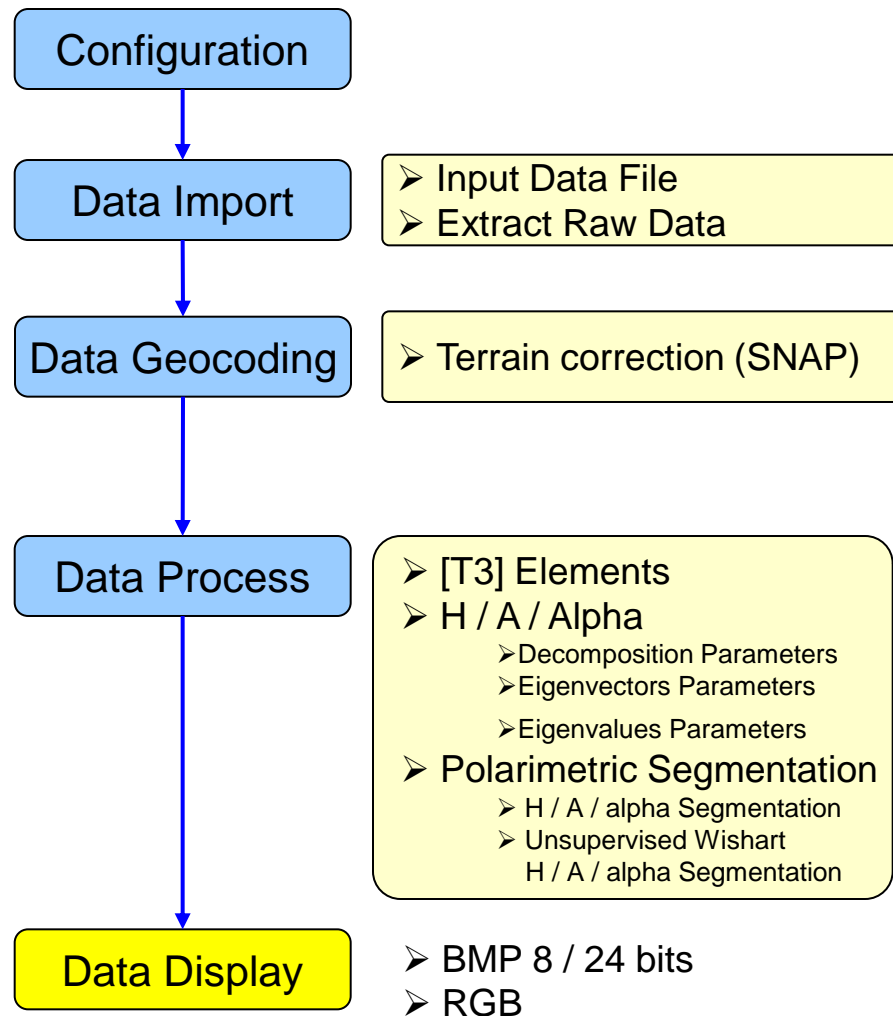 Configuration
Data Import
➢ Input Data File
➢ Extract Raw Data
Data Geocoding
➢ Terrain correction (SNAP)
Data Process
➢ [T3] Elements
➢ H / A / Alpha
➢Decomposition Parameters
➢Eigenvectors Parameters
➢Eigenvalues Parameters
➢ Polarimetric Segmentation
➢ H / A / alpha Segmentation
➢ Unsupervised Wishart
H / A / alpha Segmentation
Data Display
➢ BMP 8 / 24 bits
➢ RGB